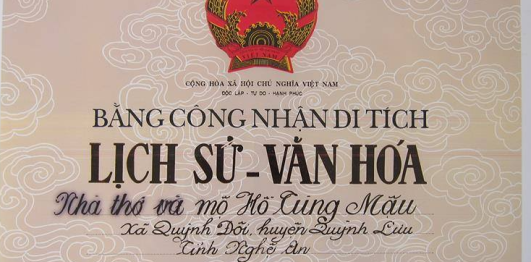 VIỆT NAM
CỘNG HÒA XÃ HỘI CHỦ NGHĨA VIỆT NAM
ĐỘC LẬP - TỰ DO - HẠNH PHÚC
BẰNG CÔNG NHẬN DI TÍCH
LỊCH SỬ - VĂN HÓA
Nhà thờ và mộ Hồ Tùng Mậu
Xã Quỳnh Đôi, huyện Quỳnh Lưu
Tỉnh Nghệ An